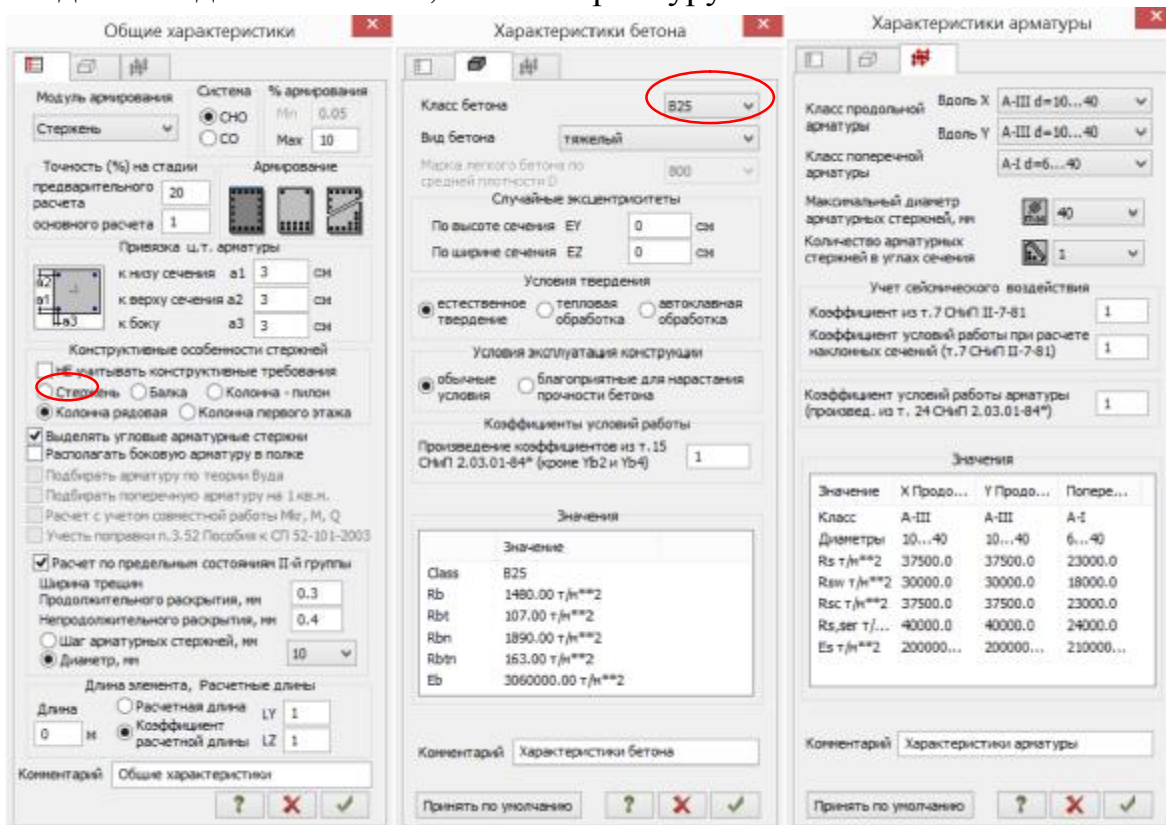 Общие характеристики
Модуль армирования
Система
% армирования
Стержень
СНО
СО
Min 0.05
Max 10
Точность (%) на стадии
Армирование
предварительного расчета 20
основного расчета 1
Привязка ц.т. арматуры
a2
a1
a3
к низу сечения a1 3 см
к верху сечения a2 3 см
к боку a3 3 см
Конструктивные особенности стержней
НЕ учитывать конструктивные требования
Стержень Балка Колонна - пилон
Колонна рядовая Колонна первого этажа
Выделять угловые арматурные стержни
Располагать боковую арматуру в полке
Подбирать арматуру по теории Вуда
Подбирать поперечную арматуру на 1 кв.м.
Расчет с учетом совместной работы Mkr, M, Q
Учесть поправки п.3.52 Пособия к СП 52-101-2003
Расчет по предельным состояниям II-й группы
Ширина трещин
Продолжительного раскрытия, мм 0.3
Непродолжительного раскрытия, мм 0.4
Шаг арматурных стержней, мм
Диаметр, мм
10
Длина элемента, Расчетные длины
Длина
0 м
Расчетная длина
Коэффициент расчетной длины
LY 1
LZ 1
Комментарий Общие характеристики
?
Характеристики бетона
Класс бетона B25
Вид бетона тяжелый
Марка легкого бетона по
средней плотности D 800
Случайные эксцентриситеты
По высоте сечения EY 0 см
По ширине сечения EZ 0 см
Условия твердения
естественное твердение
тепловая обработка
автоклавная обработка
Условия эксплуатация конструкции
обычные условия
благоприятные для нарастания прочности бетона
Коэффициенты условий работы
Произведение коэффициентов из т.15
СНиП 2.03.01-84* (кроме Yb2 и Yb4) 1
Значения
Значение
Class B25
Rb 1480.00 т/м**2
Rbt 107.00 т/м**2
Rbn 1890.00 т/м**2
Rbtn 163.00 т/м**2
Eb 3060000.00 т/м**2
Комментарий Характеристики бетона
Принять по умолчанию ?
Характеристики арматуры
Класс продольной арматуры
Вдоль X A-III d=10...40
Вдоль Y A-III d=10...40
Класс поперечной арматуры A-I d=6...40
Максимальный диаметр
арматурных стержней, мм 40
Количество арматурных
стержней в углах сечения 1
Учет сейсмического воздействия
Коэффициент из т.7 СНиП II-7-81 1
Коэффициент условий работы при расчете
наклонных сечений (т.7 СНиП II-7-81) 1
Коэффициент условий работы арматуры
(произвед. из т. 24 СНиП 2.03.01-84*) 1
Значения
Значение X Продо... Y Продо... Попере...
Класс A-III A-III A-I
Диаметры 10...40 10...40 6...40
Rs т/м**2 37500.0 37500.0 23000.0
Rsw т/м**2 30000.0 30000.0 18000.0
Rsc т/м**2 37500.0 37500.0 23000.0
Rs,ser т/... 40000.0 40000.0 24000.0
Es т/м**2 200000... 200000... 210000...
Комментарий Характеристики арматуры
Принять по умолчанию ?